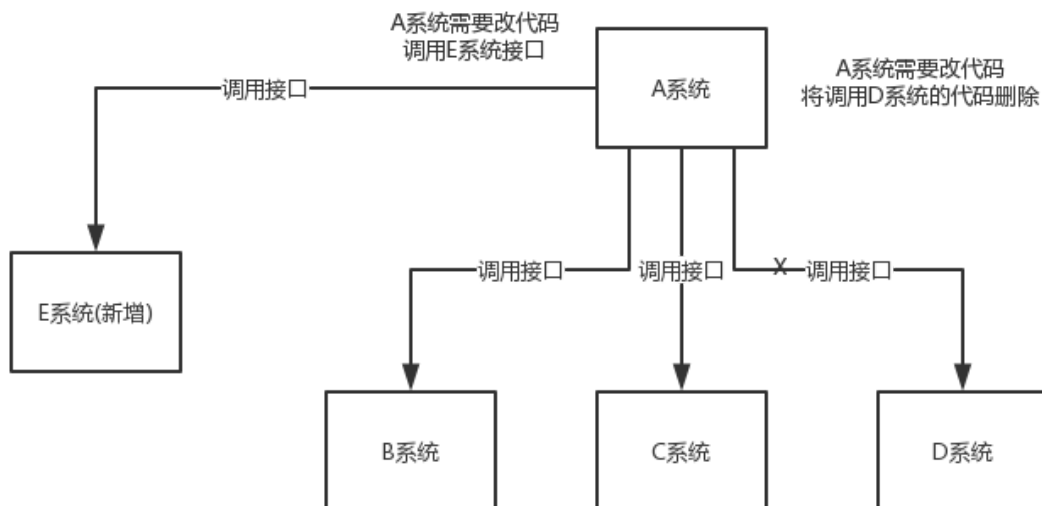 A系统需要改代码
调用E系统接口
A系统
A系统需要改代码
将调用D系统的代码删除
调用接口
E系统(新增)
调用接口
调用接口
X
调用接口
B系统
C系统
D系统